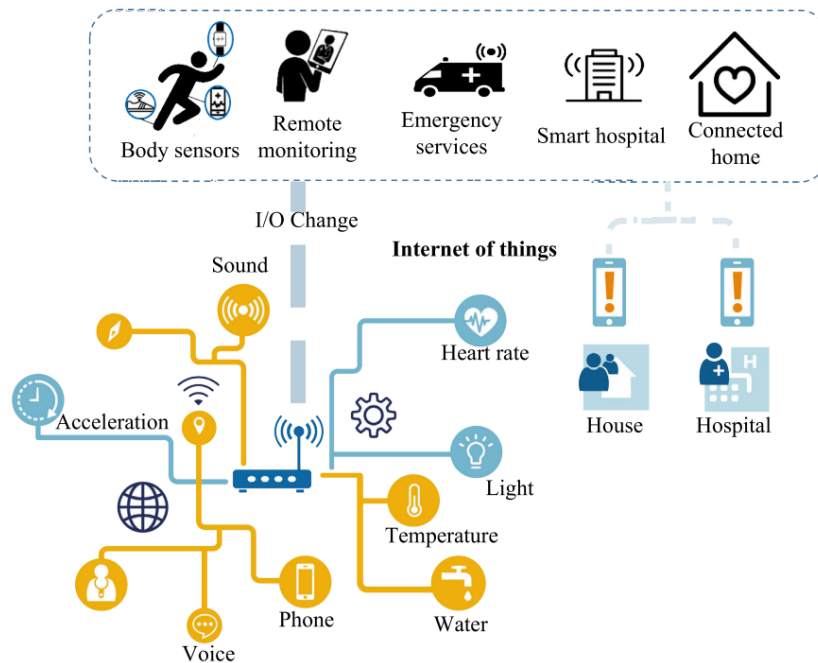 Body sensors
Remote
monitoring
Emergency
services
Smart hospital
Connected
home
I/O Change
Internet of things
Sound
Heart rate
Acceleration
House
H
Hospital
Light
Temperature
Phone
Water
Voice